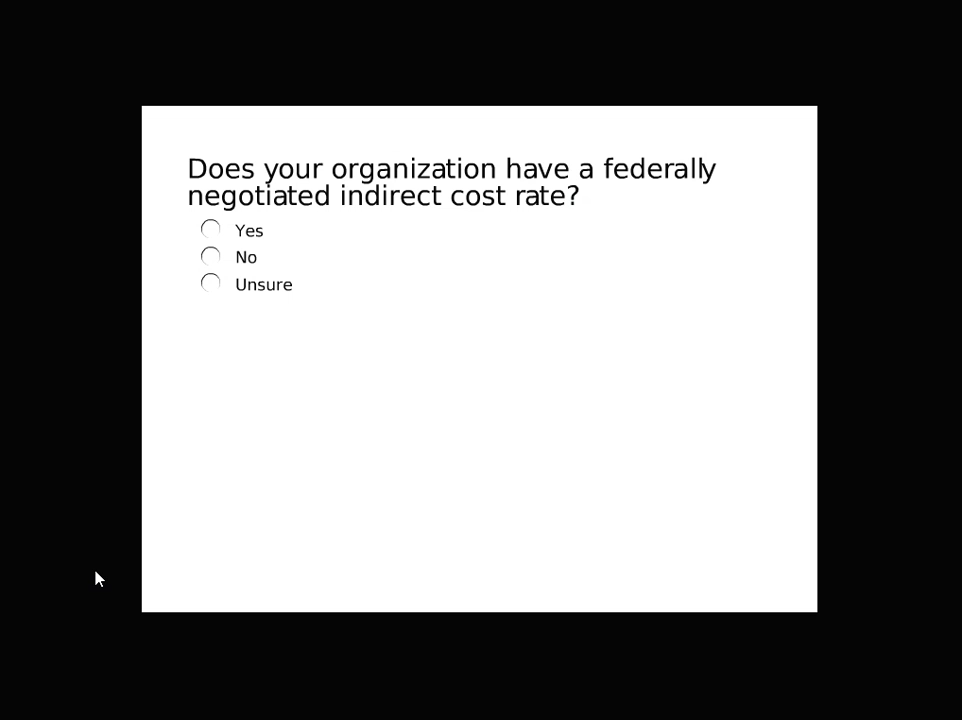 Does your organization have a federally
negotiated indirect cost rate?
Yes
No
Unsure